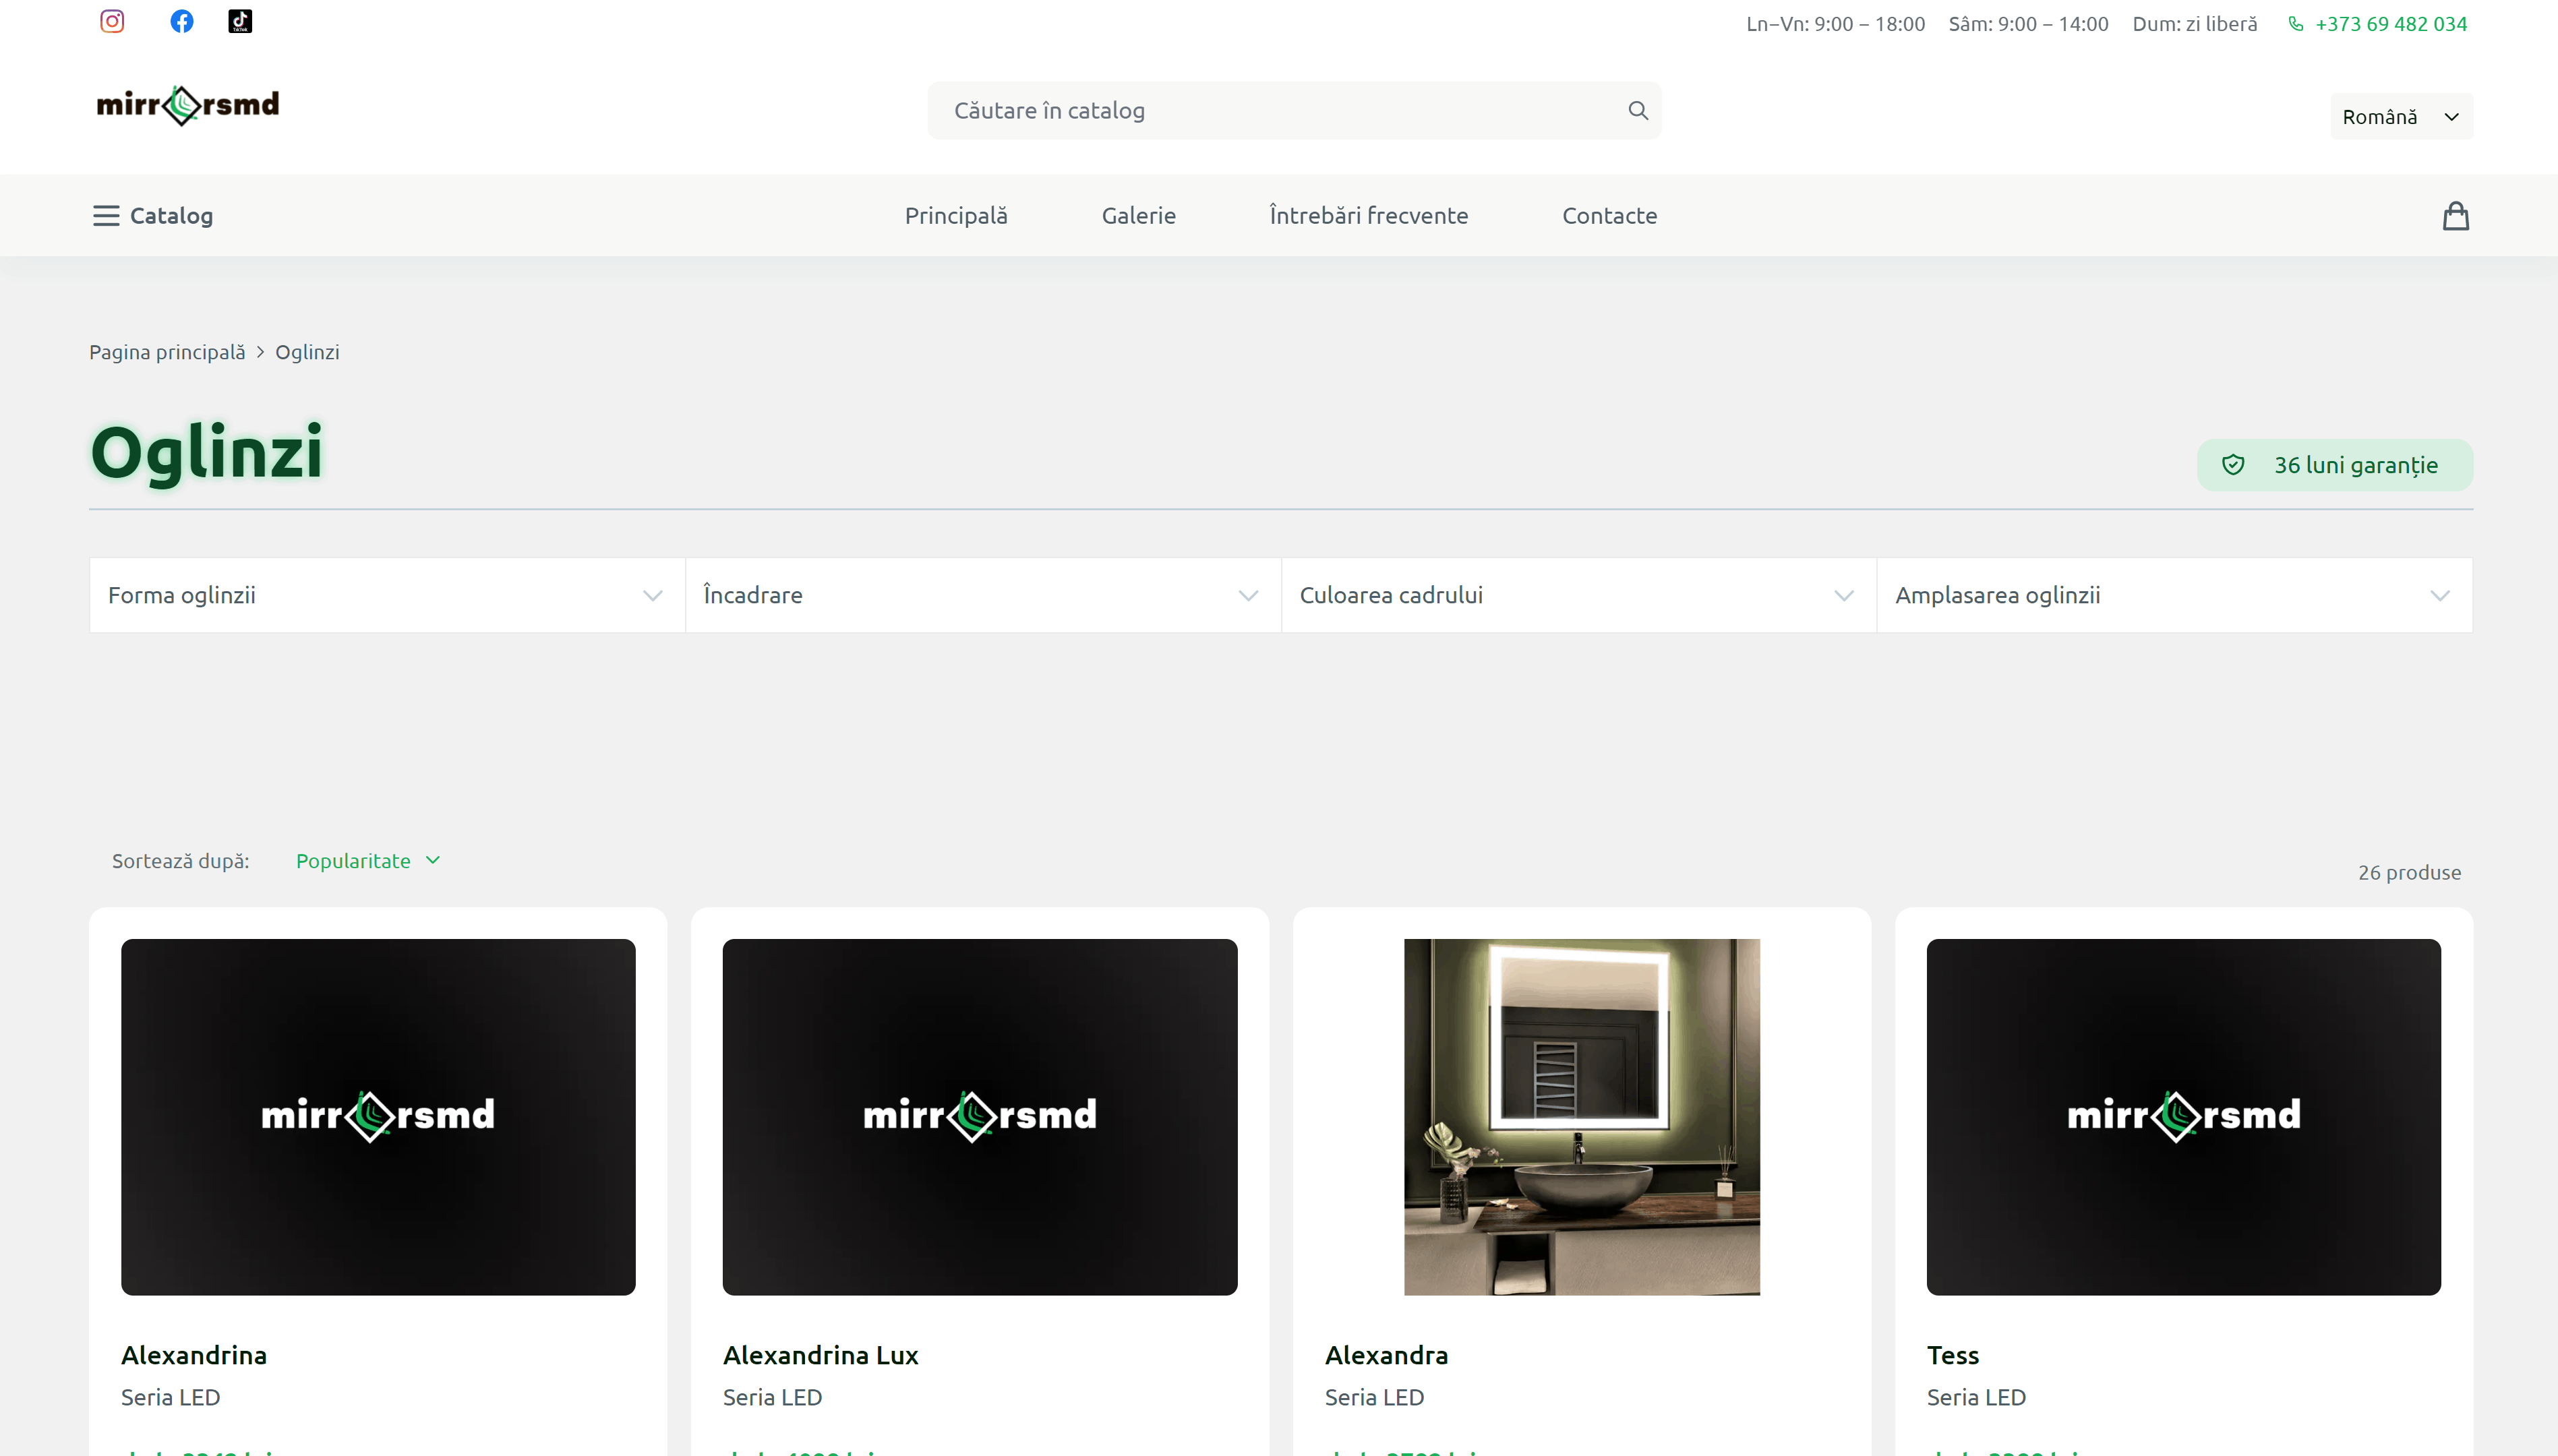 Ln–Vn: 9:00 – 18:00 Sâm: 9:00 – 14:00 Dum: zi liberă +373 69 482 034
mirrorsmd
Căutare în catalog
Română
Catalog Principală Galerie Întrebări frecvente Contacte
Pagina principală > Oglinzi
Oglinzi
36 luni garanție
Forma oglinzii Încadrare Culoarea cadrului Amplasarea oglinzii
Sortează după: Popularitate
26 produse
mirrorsmd mirrorsmd mirrorsmd
Alexandrina Alexandrina Lux Alexandra Tess
Seria LED Seria LED Seria LED Seria LED